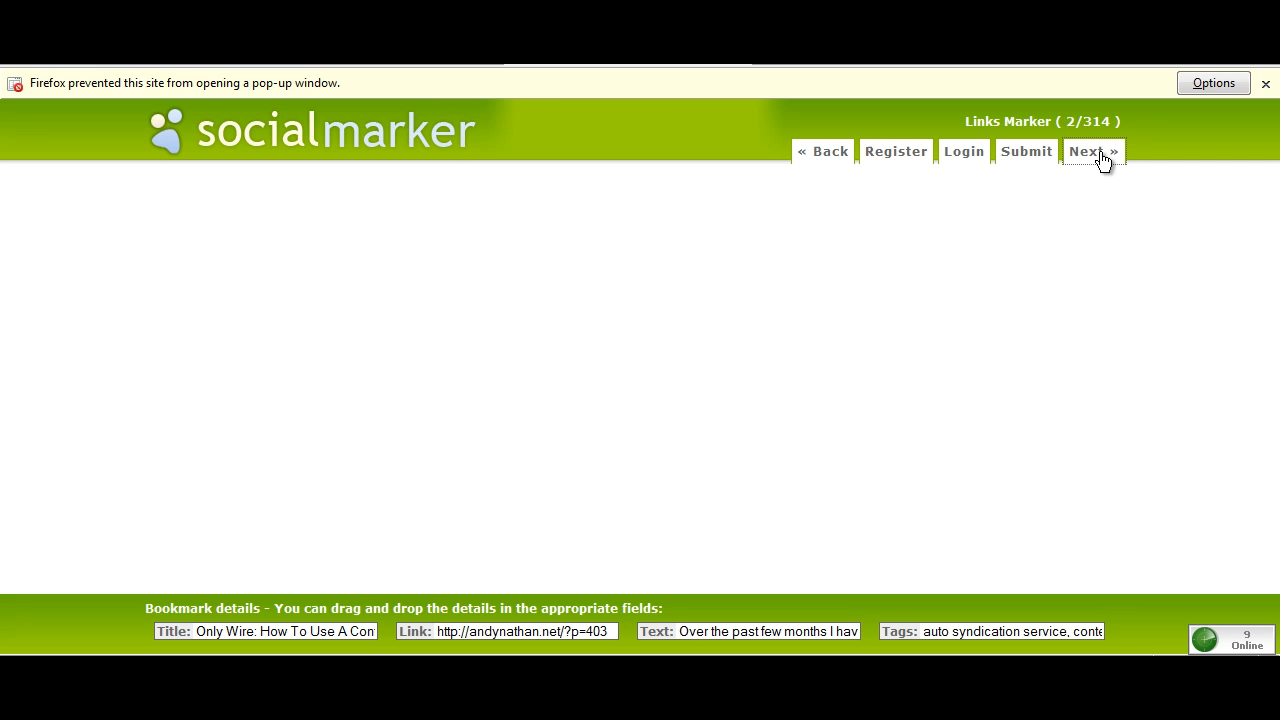 Firefox prevented this site from opening a pop-up window.
Options
socialmarker
Links Marker ( 2/314 )
« Back Register Login Submit Next »
Bookmark details - You can drag and drop the details in the appropriate fields:
Title: Only Wire: How To Use A Con Link: http://andynathan.net/?p=403 Text: Over the past few months I hav Tags: auto syndication service, conte
9
Online